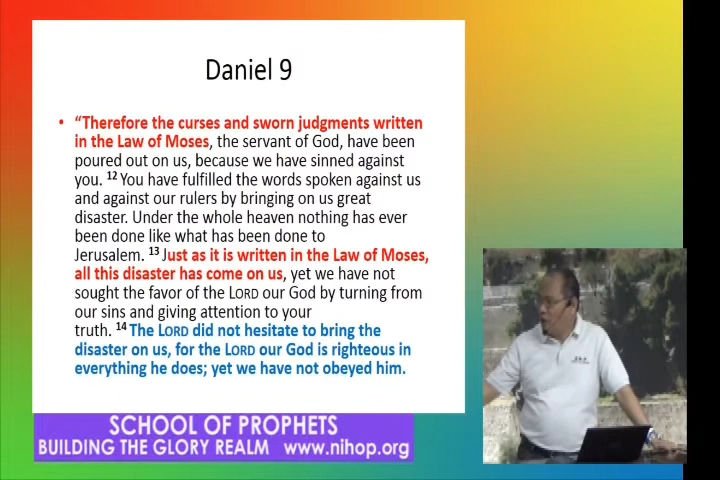 Daniel 9
• “Therefore the curses and sworn judgments written
in the Law of Moses, the servant of God, have been
poured out on us, because we have sinned against
you. 12 You have fulfilled the words spoken against us
and against our rulers by bringing on us great
disaster. Under the whole heaven nothing has ever
been done like what has been done to
Jerusalem. 13 Just as it is written in the Law of Moses,
all this disaster has come on us, yet we have not
sought the favor of the LORD our God by turning from
our sins and giving attention to your
truth. 14 The LORD did not hesitate to bring the
disaster on us, for the LORD our God is righteous in
everything he does; yet we have not obeyed him.
SCHOOL OF PROPHETS
BUILDING THE GLORY REALM www.nihop.org